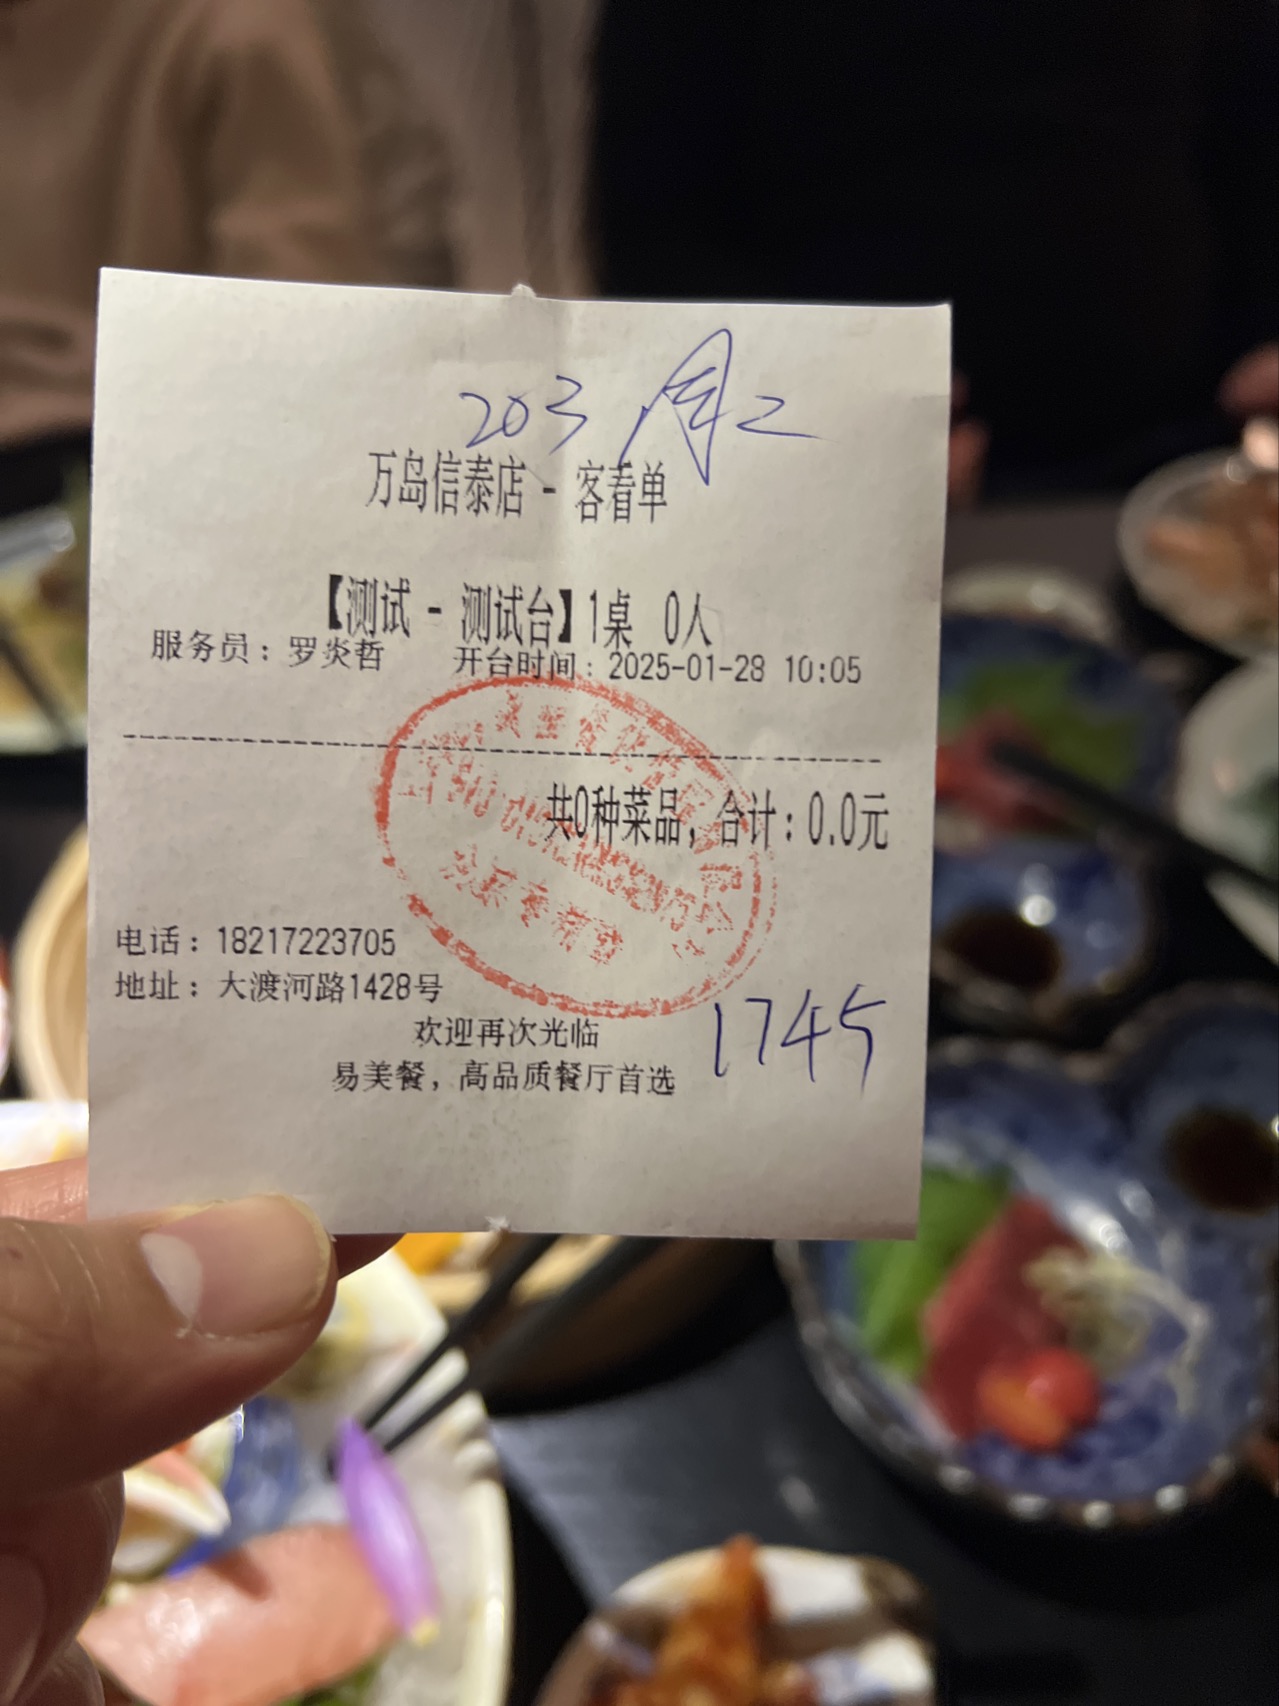 203 周二
万岛信泰店 - 客看单
【测试 - 测试台】1桌 0人
服务员：罗炎哲 开台时间：2025-01-28 10:05
共0种菜品，合计：0.0元
电话：18217223705
地址：大渡河路1428号
1745
欢迎再次光临
易美餐，高品质餐厅首选